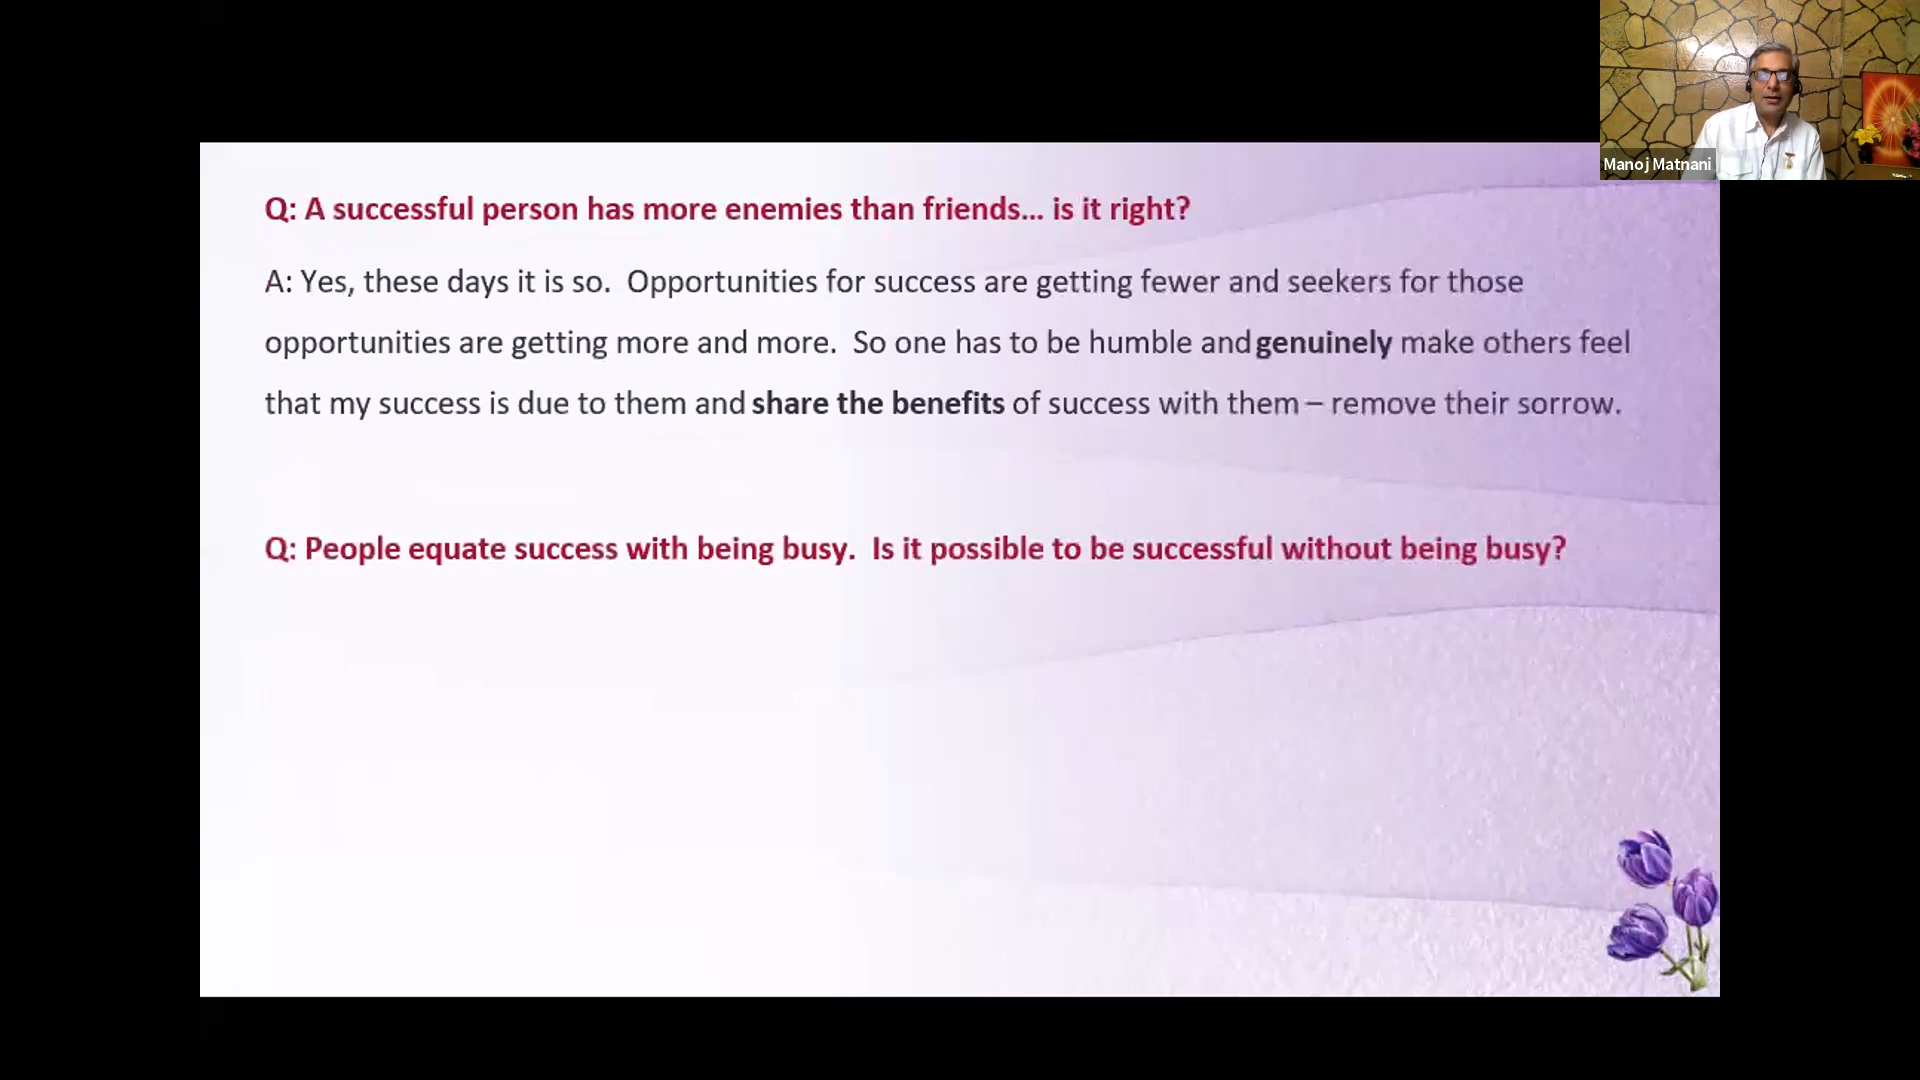 Manoj Matnani
Q: A successful person has more enemies than friends... is it right?
A: Yes, these days it is so.  Opportunities for success are getting fewer and seekers for those
opportunities are getting more and more.  So one has to be humble and genuinely make others feel
that my success is due to them and share the benefits of success with them – remove their sorrow.
Q: People equate success with being busy.  Is it possible to be successful without being busy?